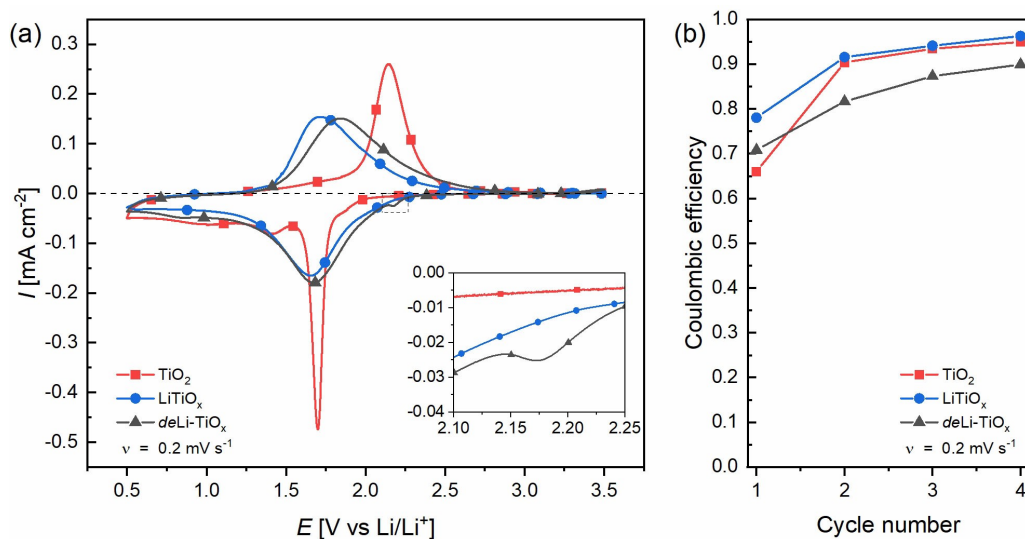 (a)
0.3
0.2
0.1
0.0
-0.1
-0.2
-0.3
-0.4
-0.5
I [mA cm⁻²]
TiO₂
LiTiOₓ
deLi-TiOₓ
ν = 0.2 mV s⁻¹
0.00
-0.01
-0.02
-0.03
-0.04
2.10 2.15 2.20 2.25
0.5 1.0 1.5 2.0 2.5 3.0 3.5
E [V vs Li/Li⁺]
(b)
1.0
0.9
0.8
0.7
0.6
0.5
0.4
0.3
0.2
0.1
0.0
Coulombic efficiency
TiO₂
LiTiOₓ
deLi-TiOₓ
ν = 0.2 mV s⁻¹
1 2 3 4
Cycle number